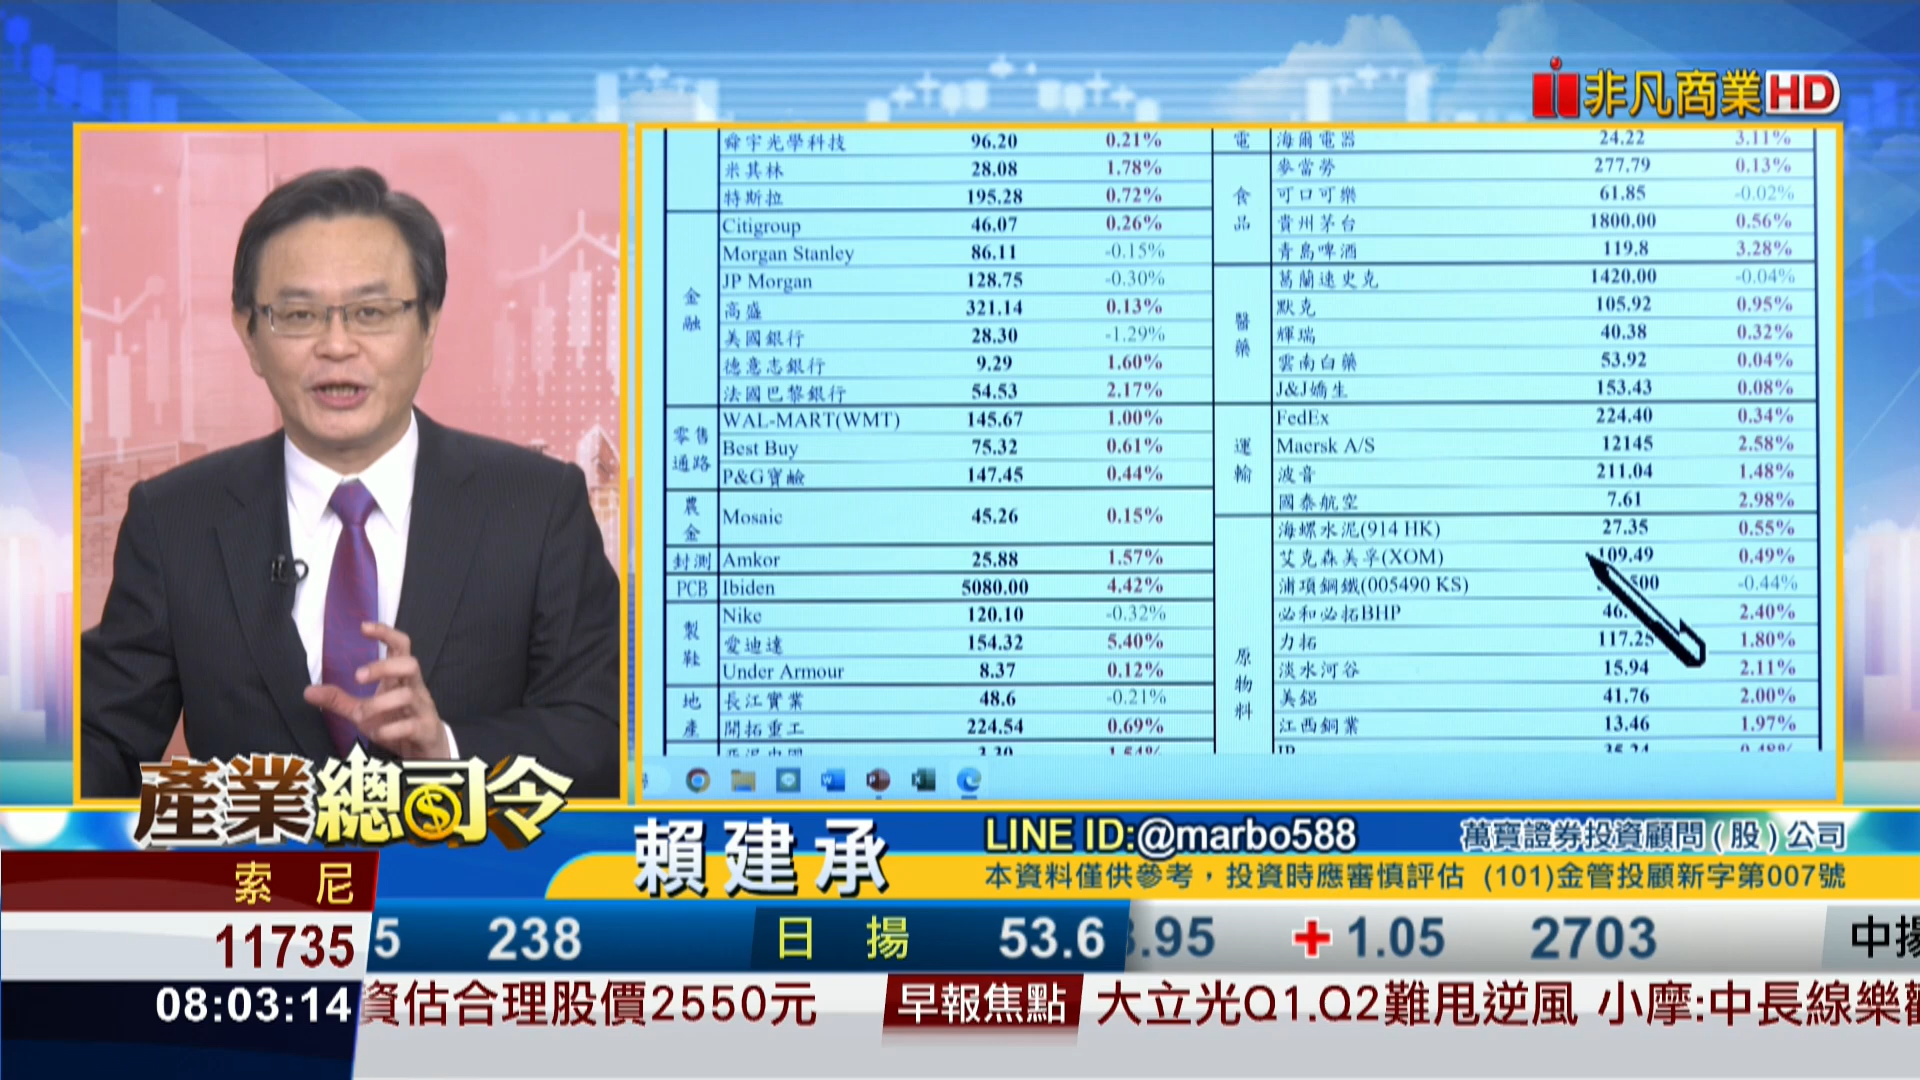 非凡商業HD
舜宇光學科技 96.20 0.21%
米其林 28.08 1.78%
特斯拉 195.28 0.72%
金融
Citigroup 46.07 0.26%
Morgan Stanley 86.11 -0.15%
JP Morgan 128.75 -0.30%
高盛 321.14 0.13%
美國銀行 28.30 -1.29%
德意志銀行 9.29 1.60%
法國巴黎銀行 54.53 2.17%
零售通路
WAL-MART(WMT) 145.67 1.00%
Best Buy 75.32 0.61%
P&G寶鹼 147.45 0.44%
農金
Mosaic 45.26 0.15%
封測 Amkor 25.88 1.57%
PCB Ibiden 5080.00 4.42%
製鞋
Nike 120.10 -0.32%
愛迪達 154.32 5.40%
Under Armour 8.37 0.12%
地產
長江實業 48.6 -0.21%
開拓重工 224.54 0.69%
電 海爾電器 24.22 3.11%
食品
麥當勞 277.79 0.13%
可口可樂 61.85 -0.02%
貴州茅台 1800.00 0.56%
青島啤酒 119.8 3.28%
醫藥
葛蘭速史克 1420.00 -0.04%
默克 105.92 0.95%
輝瑞 40.38 0.32%
雲南白藥 53.92 0.04%
J&J嬌生 153.43 0.08%
運輸
FedEx 224.40 0.34%
Maersk A/S 12145 2.58%
波音 211.04 1.48%
國泰航空 7.61 2.98%
原物料
海螺水泥(914 HK) 27.35 0.55%
艾克森美孚(XOM) 109.49 0.49%
浦項鋼鐵(005490 KS) 500 -0.44%
必和必拓BHP 46. 2.40%
力拓 117.25 1.80%
淡水河谷 15.94 2.11%
美鋁 41.76 2.00%
江西銅業 13.46 1.97%
產業總司令
賴建承
LINE ID:@marbo588
萬寶證券投資顧問(股)公司
本資料僅供參考，投資時應審慎評估 (101)金管投顧新字第007號
索尼
11735
5 238 日揚 53.6 3.95 +1.05 2703 中揚
08:03:14
資估合理股價2550元 早報焦點 大立光Q1.Q2難甩逆風 小摩:中長線樂觀